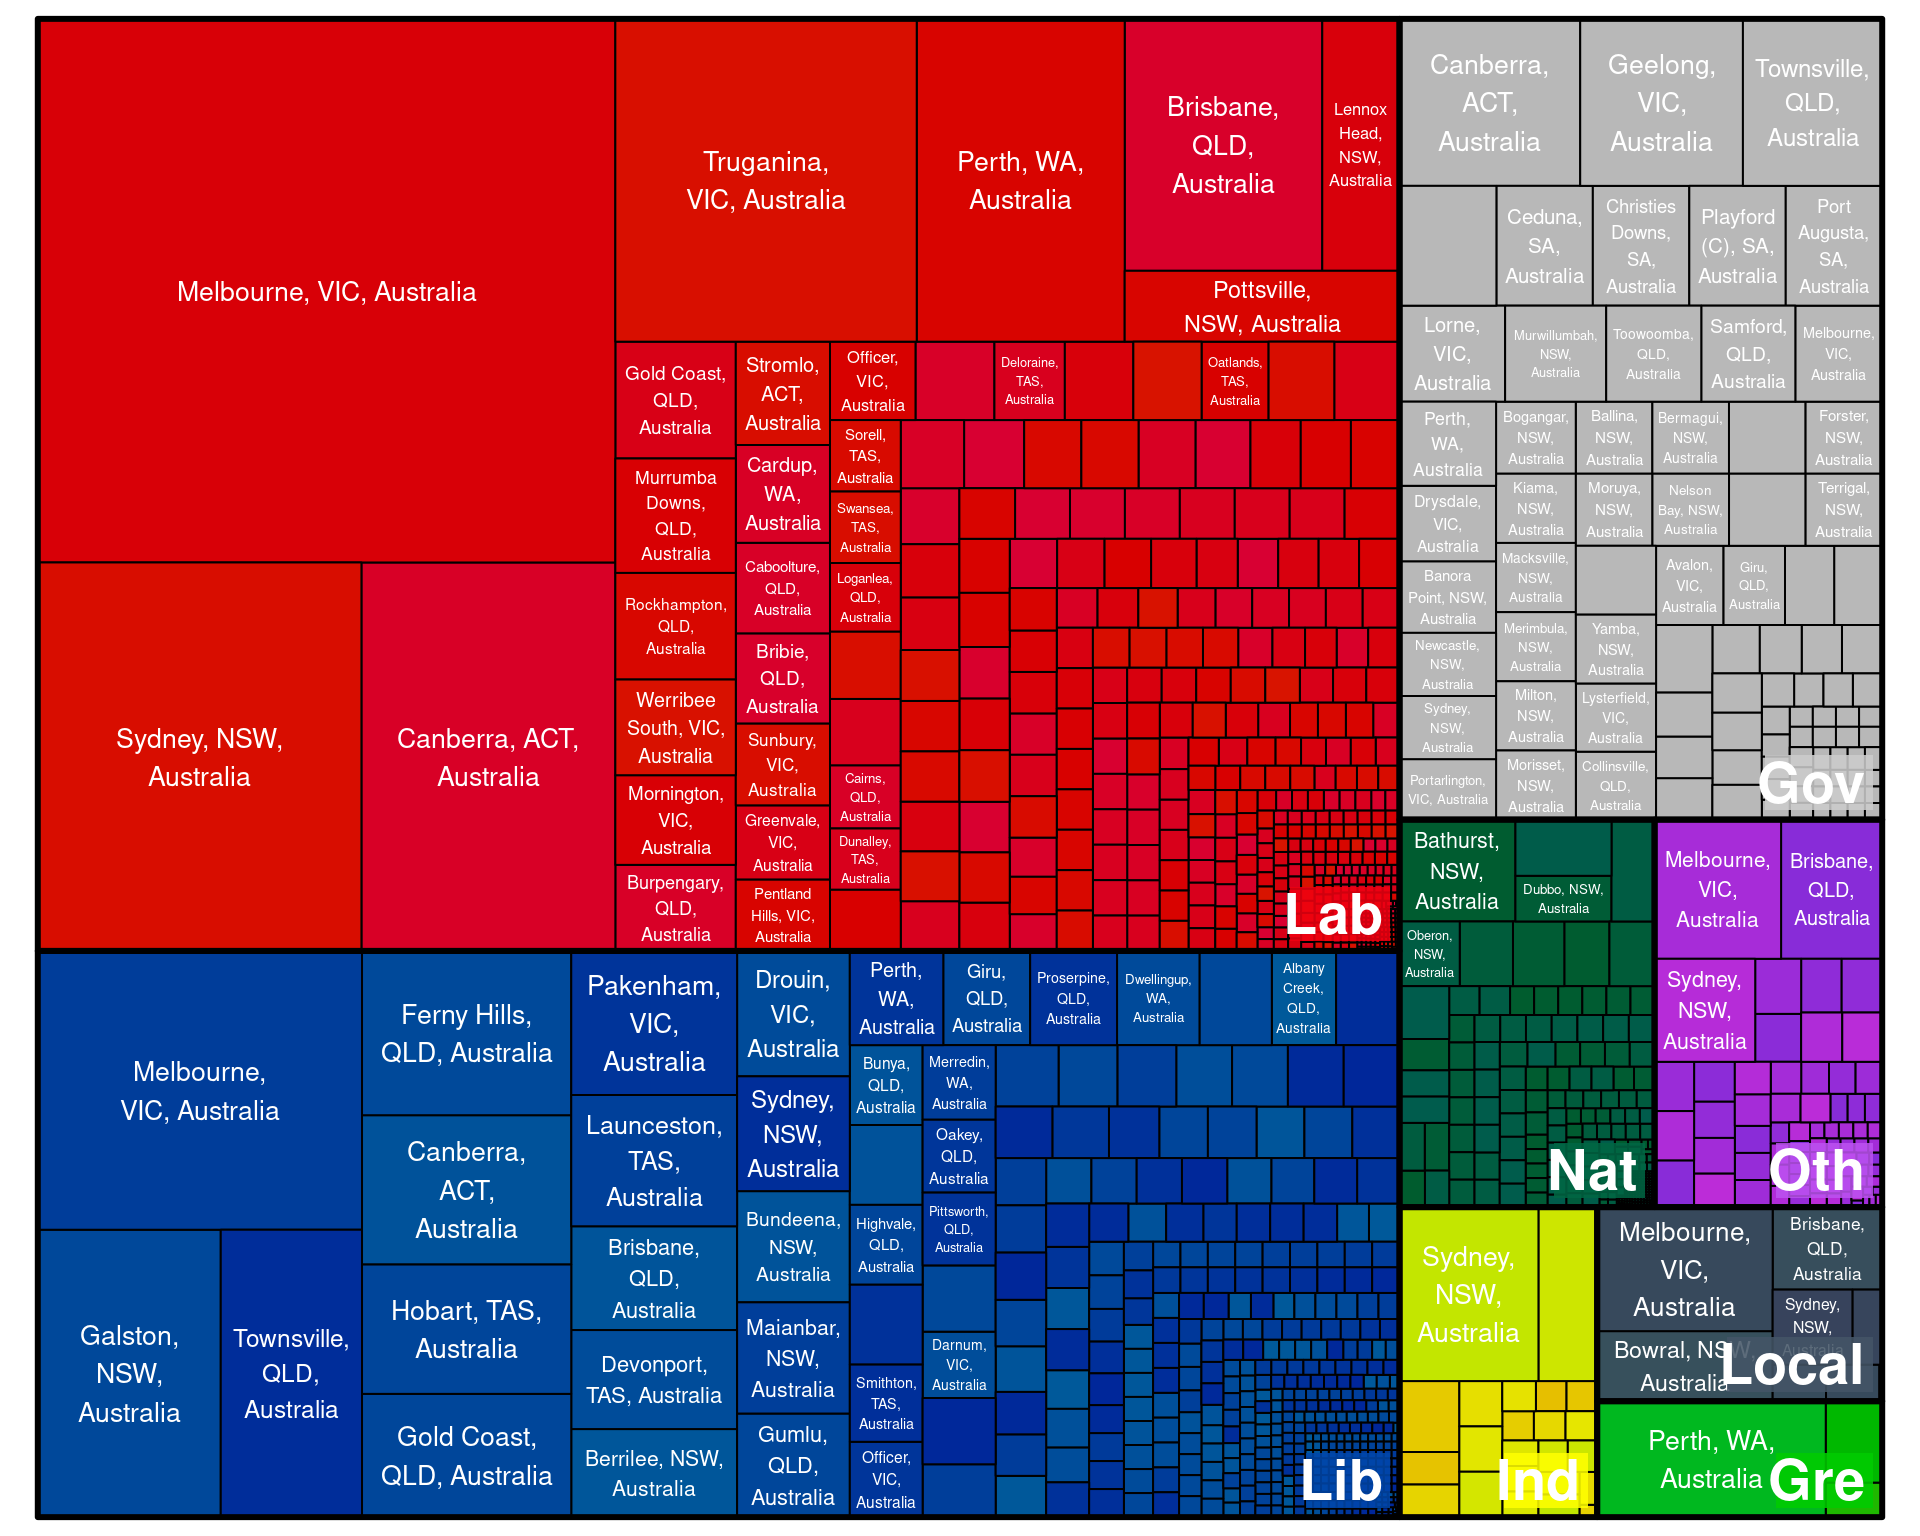 Melbourne, VIC, Australia
Sydney, NSW,
Australia
Canberra, ACT,
Australia
Truganina,
VIC, Australia
Perth, WA,
Australia
Brisbane,
QLD,
Australia
Lennox
Head,
NSW,
Australia
Pottsville,
NSW, Australia
Gold Coast,
QLD,
Australia
Murrumba
Downs,
QLD,
Australia
Rockhampton,
QLD,
Australia
Werribee
South, VIC,
Australia
Mornington,
VIC,
Australia
Burpengary,
QLD,
Australia
Stromlo,
ACT,
Australia
Cardup,
WA,
Australia
Caboolture,
QLD,
Australia
Bribie,
QLD,
Australia
Sunbury,
VIC,
Australia
Greenvale,
VIC,
Australia
Pentland
Hills, VIC,
Australia
Officer,
VIC,
Australia
Sorell,
TAS,
Australia
Swansea,
TAS,
Australia
Loganlea,
QLD,
Australia
Cairns,
QLD,
Australia
Dunalley,
TAS,
Australia
Deloraine,
TAS,
Australia
Oatlands,
TAS,
Australia
Lab
Canberra,
ACT,
Australia
Geelong,
VIC,
Australia
Townsville,
QLD,
Australia
Ceduna,
SA,
Australia
Christies
Downs,
SA,
Australia
Playford
(C), SA,
Australia
Port
Augusta,
SA,
Australia
Lorne,
VIC,
Australia
Murwillumbah,
NSW,
Australia
Toowoomba,
QLD,
Australia
Samford,
QLD,
Australia
Melbourne,
VIC,
Australia
Perth,
WA,
Australia
Drysdale,
VIC,
Australia
Banora
Point, NSW,
Australia
Newcastle,
NSW,
Australia
Sydney,
NSW,
Australia
Portarlington,
VIC, Australia
Bogangar,
NSW,
Australia
Kiama,
NSW,
Australia
Macksville,
NSW,
Australia
Merimbula,
NSW,
Australia
Milton,
NSW,
Australia
Morisset,
NSW,
Australia
Ballina,
NSW,
Australia
Moruya,
NSW,
Australia
Yamba,
NSW,
Australia
Lysterfield,
VIC,
Australia
Collinsville,
QLD,
Australia
Bermagui,
NSW,
Australia
Nelson
Bay, NSW,
Australia
Forster,
NSW,
Australia
Terrigal,
NSW,
Australia
Avalon,
VIC,
Australia
Giru,
QLD,
Australia
Gov
Melbourne,
VIC, Australia
Galston,
NSW,
Australia
Townsville,
QLD,
Australia
Ferny Hills,
QLD, Australia
Canberra,
ACT,
Australia
Hobart, TAS,
Australia
Gold Coast,
QLD, Australia
Pakenham,
VIC,
Australia
Launceston,
TAS,
Australia
Brisbane,
QLD,
Australia
Devonport,
TAS, Australia
Berrilee, NSW,
Australia
Drouin,
VIC,
Australia
Sydney,
NSW,
Australia
Bundeena,
NSW,
Australia
Maianbar,
NSW,
Australia
Gumlu,
QLD,
Australia
Perth,
WA,
Australia
Giru,
QLD,
Australia
Proserpine,
QLD,
Australia
Dwellingup,
WA,
Australia
Albany
Creek,
QLD,
Australia
Bunya,
QLD,
Australia
Highvale,
QLD,
Australia
Smithton,
TAS,
Australia
Officer,
VIC,
Australia
Merredin,
WA,
Australia
Oakey,
QLD,
Australia
Pittsworth,
QLD,
Australia
Darnum,
VIC,
Australia
Lib
Bathurst,
NSW,
Australia
Dubbo, NSW,
Australia
Oberon,
NSW,
Australia
Nat
Melbourne,
VIC,
Australia
Brisbane,
QLD,
Australia
Sydney,
NSW,
Australia
Oth
Sydney,
NSW,
Australia
Ind
Melbourne,
VIC,
Australia
Brisbane,
QLD,
Australia
Sydney,
NSW,
Australia
Bowral, NSW,
Australia
Local
Perth, WA,
Australia
Gre